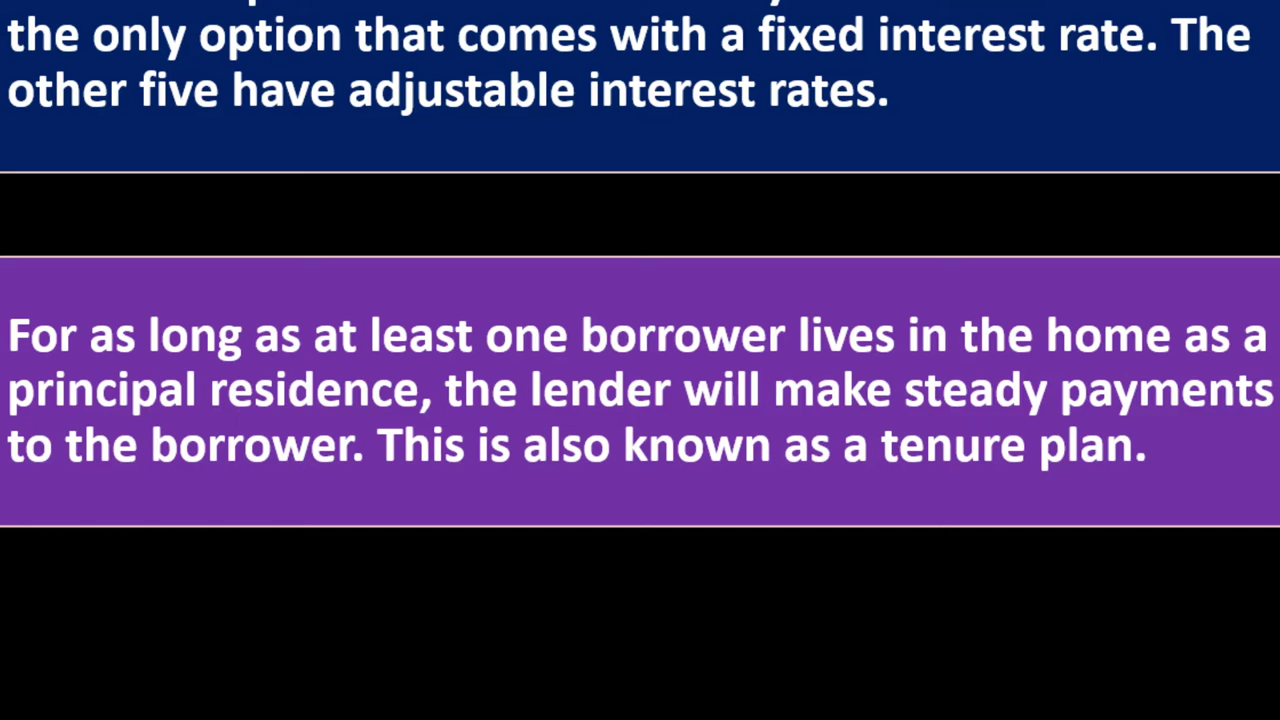 the only option that comes with a fixed interest rate. The
other five have adjustable interest rates.
For as long as at least one borrower lives in the home as a
principal residence, the lender will make steady payments
to the borrower. This is also known as a tenure plan.